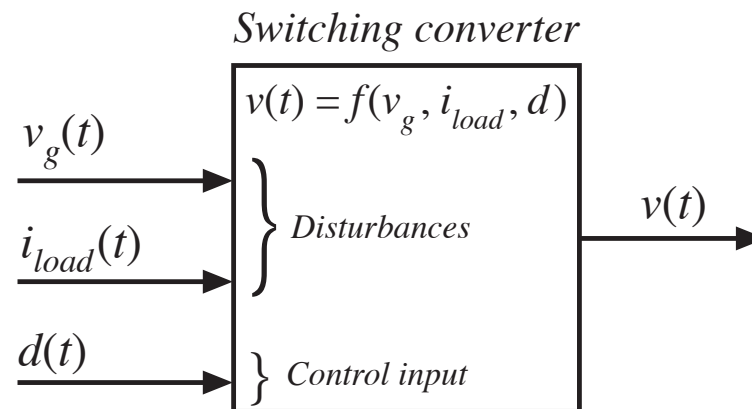 Switching converter
v(t) = f(v_g, i_load, d)
v_g(t)
Disturbances
v(t)
i_load(t)
d(t)
Control input